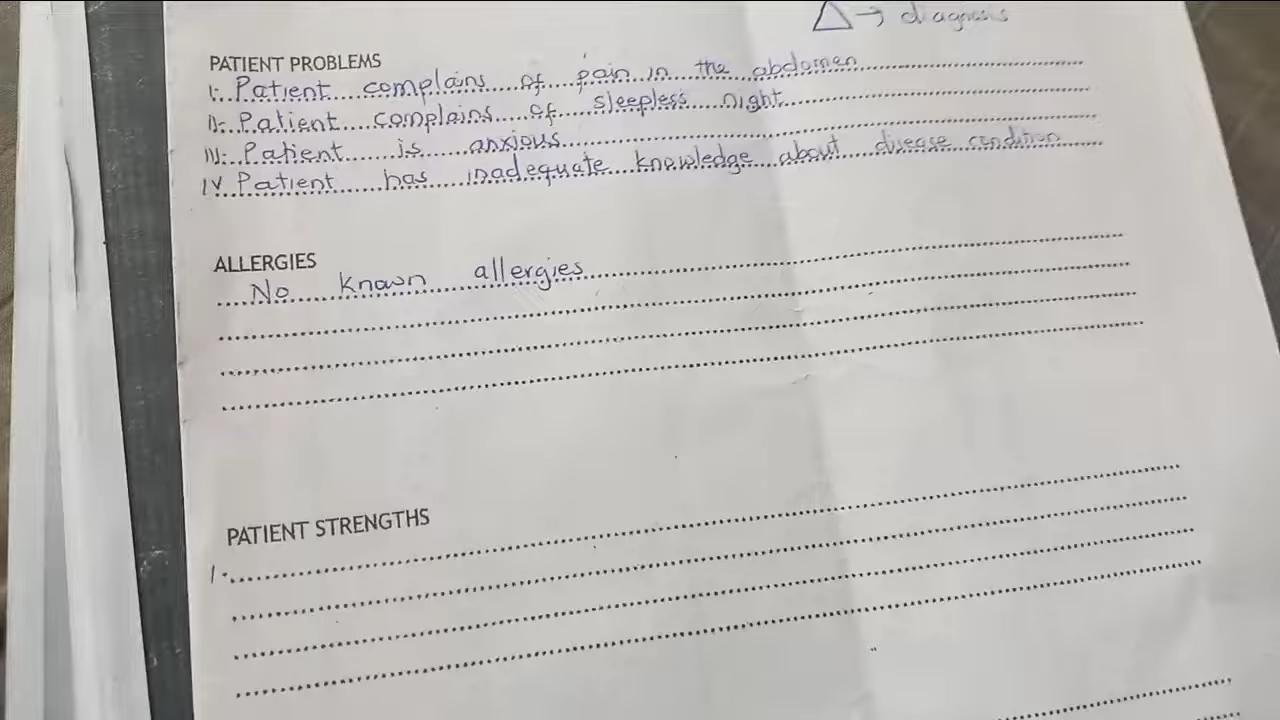 △ → diagnosis
PATIENT PROBLEMS
I. Patient complains of pain in the abdomen
II. Patient complains of sleepless night
III. Patient is anxious
IV Patient has inadequate knowledge about disease condition
ALLERGIES
No known allergies
PATIENT STRENGTHS
1.